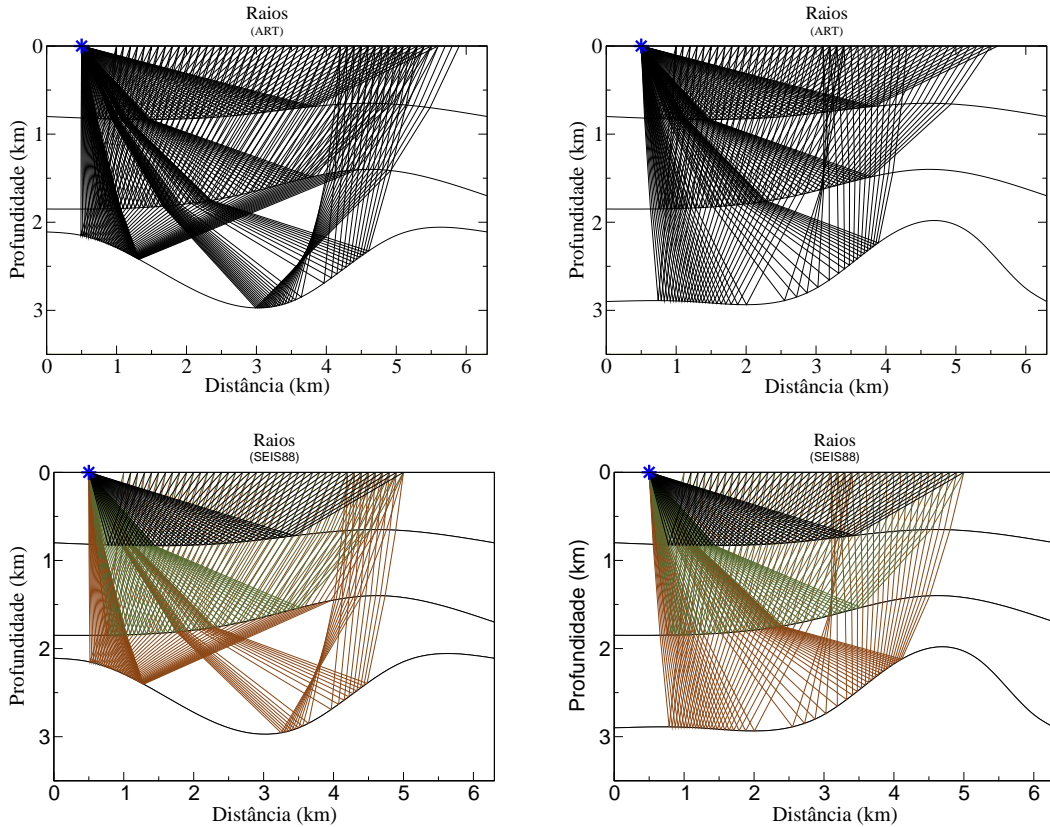 Raios
(ART)
0
1
2
3
0 1 2 3 4 5 6
Profundidade (km)
Distância (km)
Raios
(ART)
0
1
2
3
0 1 2 3 4 5 6
Profundidade (km)
Distância (km)
Raios
(SEIS88)
0
1
2
3
0 1 2 3 4 5 6
Profundidade (km)
Distância (km)
Raios
(SEIS88)
0
1
2
3
0 1 2 3 4 5 6
Profundidade (km)
Distância (km)